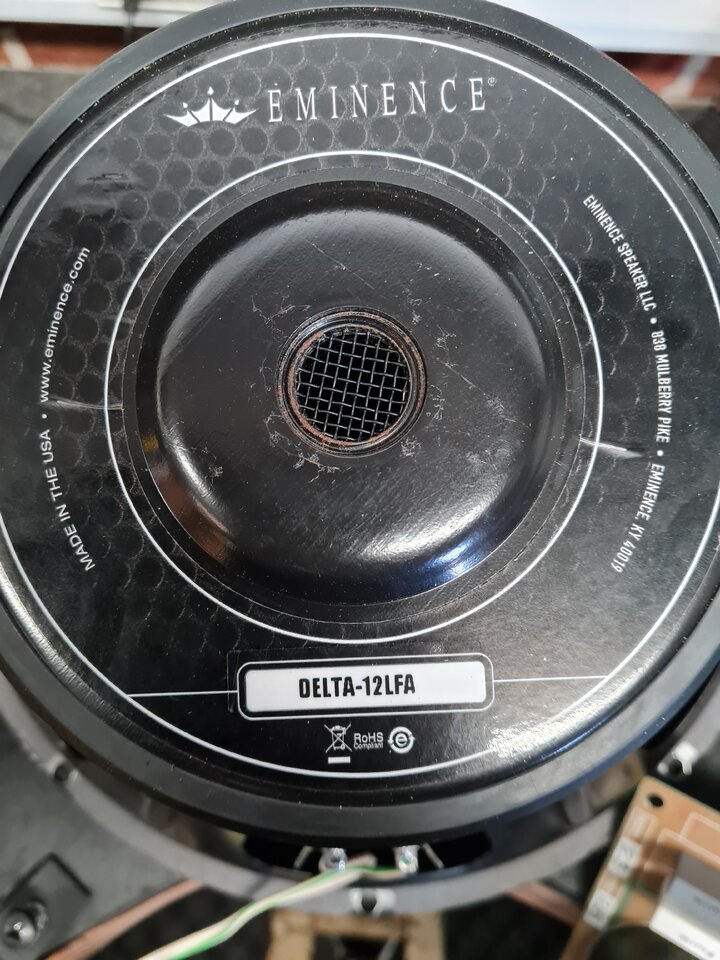 EMINENCE®
EMINENCE SPEAKER LLC • 838 MULBERRY PIKE • EMINENCE, KY 40019
MADE IN THE USA • www.eminence.com
DELTA-12LFA
RoHS
Compliant
e